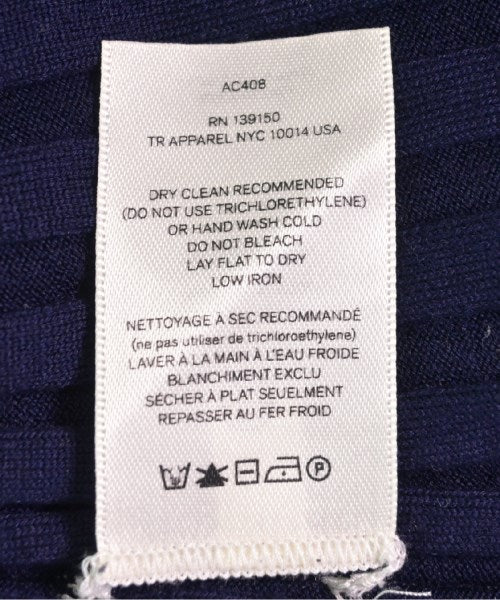 AC408
RN 139150
TR APPAREL NYC 10014 USA
DRY CLEAN RECOMMENDED
(DO NOT USE TRICHLORETHYLENE)
OR HAND WASH COLD
DO NOT BLEACH
LAY FLAT TO DRY
LOW IRON
NETTOYAGE À SEC RECOMMANDÉ
(ne pas utiliser de trichloroethylene)
LAVER À LA MAIN À L'EAU FROIDE
BLANCHIMENT EXCLU
SÉCHER À PLAT SEUELMENT
REPASSER AU FER FROID
P